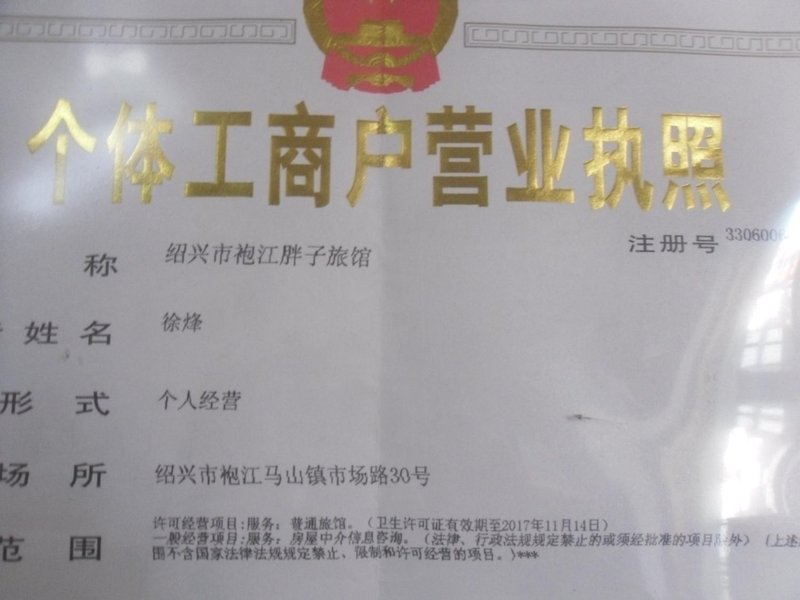 个体工商户营业执照
注册号 3306006
称 绍兴市袍江胖子旅馆
姓名 徐烽
形式 个人经营
场所 绍兴市袍江马山镇市场路30号
许可经营项目:服务：普通旅馆。（卫生许可证有效期至2017年11月14日）
范围 一般经营项目:服务：房屋中介信息咨询。（法律、行政法规规定禁止的或须经批准的项目除外）（上述
围不含国家法律法规规定禁止、限制和许可经营的项目。)***